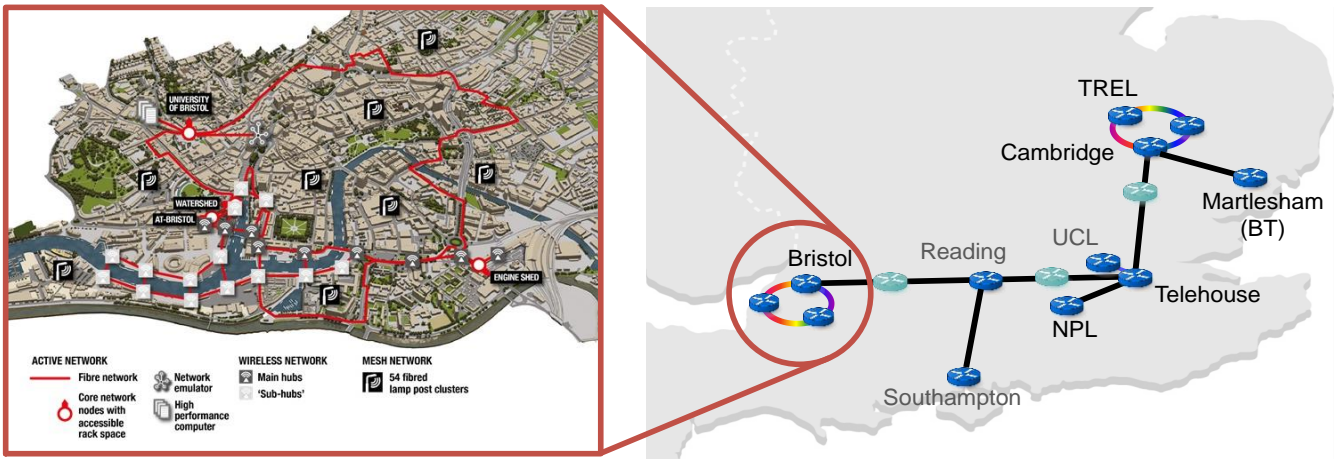 UNIVERSITY
OF BRISTOL
WATERSHED
AT-BRISTOL
ENGINE SHED
ACTIVE NETWORK
Fibre network
Core network
nodes with
accessible
rack space
Network
emulator
High
performance
computer
WIRELESS NETWORK
Main hubs
'Sub-hubs'
MESH NETWORK
54 fibred
lamp post clusters
TREL
Cambridge
Martlesham
(BT)
Bristol
Reading
UCL
Telehouse
NPL
Southampton